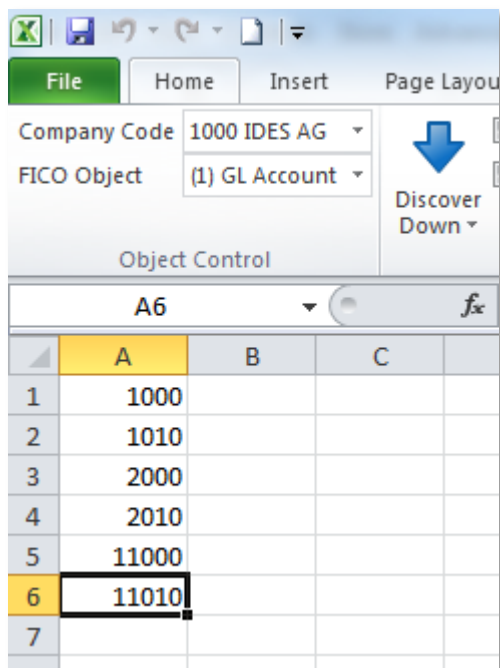 File Home Insert Page Layou
Company Code 1000 IDES AG
FICO Object (1) GL Account
Discover
Down
Object Control
A6 fx
A B C
1 1000
2 1010
3 2000
4 2010
5 11000
6 11010
7